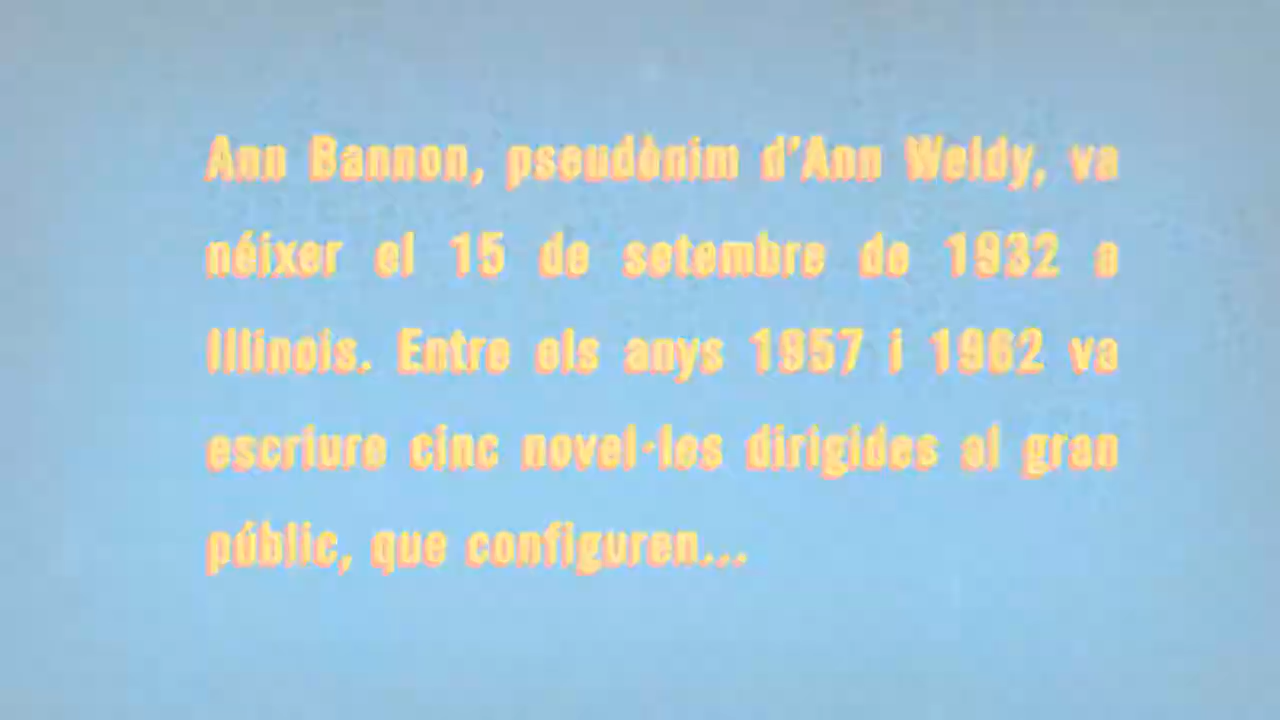 Ann Bannon, pseudònim d'Ann Weldy, va
néixer el 15 de setembre de 1932 a
Illinois. Entre els anys 1957 i 1962 va
escriure cinc novel·les dirigides al gran
públic, que configuren...